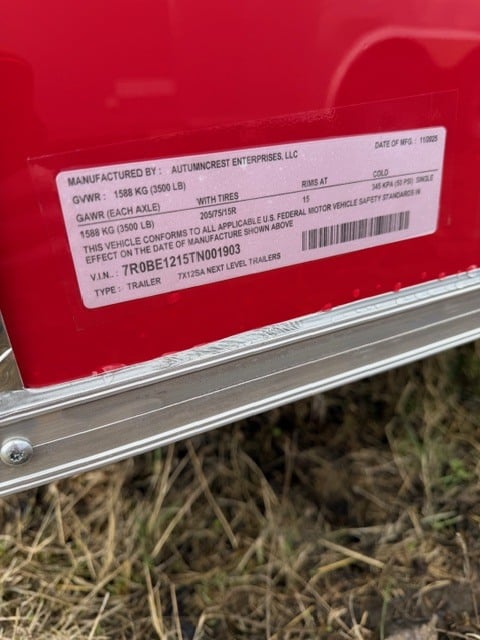 MANUFACTURED BY : AUTUMNCREST ENTERPRISES, LLC DATE OF MFG. : 11/2025
GVWR : 1588 KG (3500 LB)
GAWR (EACH AXLE) WITH TIRES RIMS AT COLD
1588 KG (3500 LB) 205/75/15R 15 345 KPA (50 PSI) SINGLE
THIS VEHICLE CONFORMS TO ALL APPLICABLE U.S. FEDERAL MOTOR VEHICLE SAFETY STANDARDS IN
EFFECT ON THE DATE OF MANUFACTURE SHOWN ABOVE
V.I.N.. : 7R0BE1215TN001903
TYPE : TRAILER 7X12SA NEXT LEVEL TRAILERS